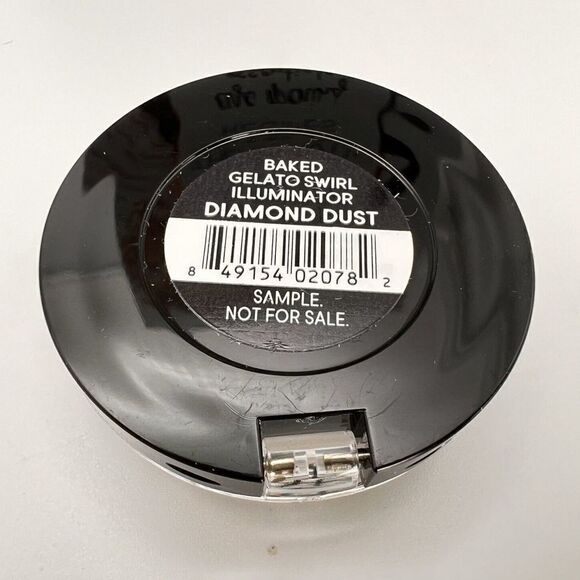 BAKED
GELATO SWIRL
ILLUMINATOR
DIAMOND DUST
8 49154 02078 2
SAMPLE.
NOT FOR SALE.